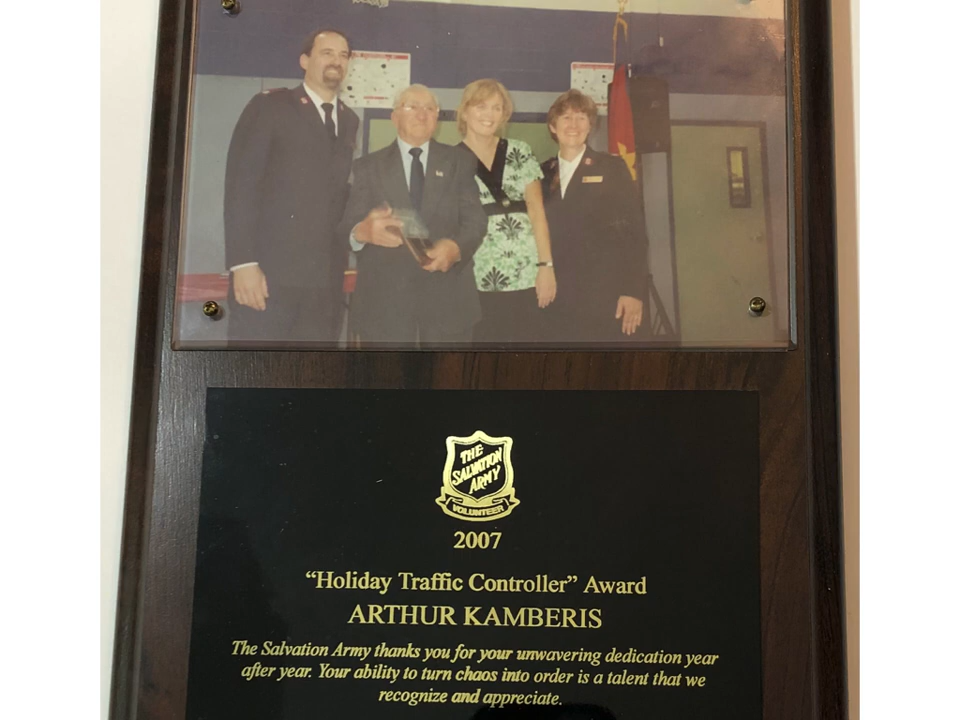 THE
SALVATION
ARMY
VOLUNTEER
2007
“Holiday Traffic Controller” Award
ARTHUR KAMBERIS
The Salvation Army thanks you for your unwavering dedication year
after year. Your ability to turn chaos into order is a talent that we
recognize and appreciate.